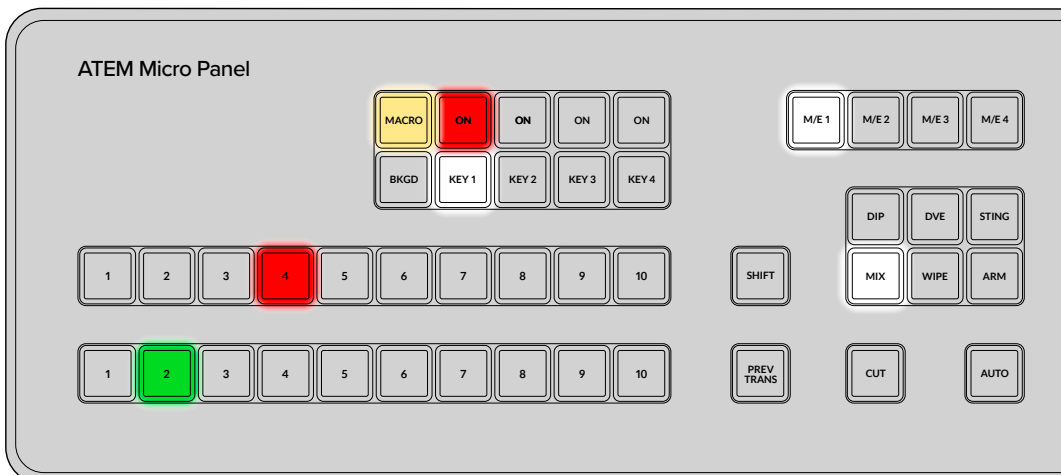 ATEM Micro Panel
MACRO ON ON ON ON
M/E 1 M/E 2 M/E 3 M/E 4
BKGD KEY 1 KEY 2 KEY 3 KEY 4
DIP DVE STING
1 2 3 4 5 6 7 8 9 10
SHIFT
MIX WIPE ARM
1 2 3 4 5 6 7 8 9 10
PREV
TRANS
CUT
AUTO